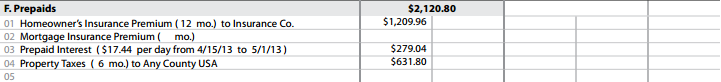 F. Prepaids $2,120.80
01 Homeowner's Insurance Premium ( 12 mo.) to Insurance Co. $1,209.96
02 Mortgage Insurance Premium ( mo.)
03 Prepaid Interest ( $17.44 per day from 4/15/13 to 5/1/13 ) $279.04
04 Property Taxes ( 6 mo.) to Any County USA $631.80
05